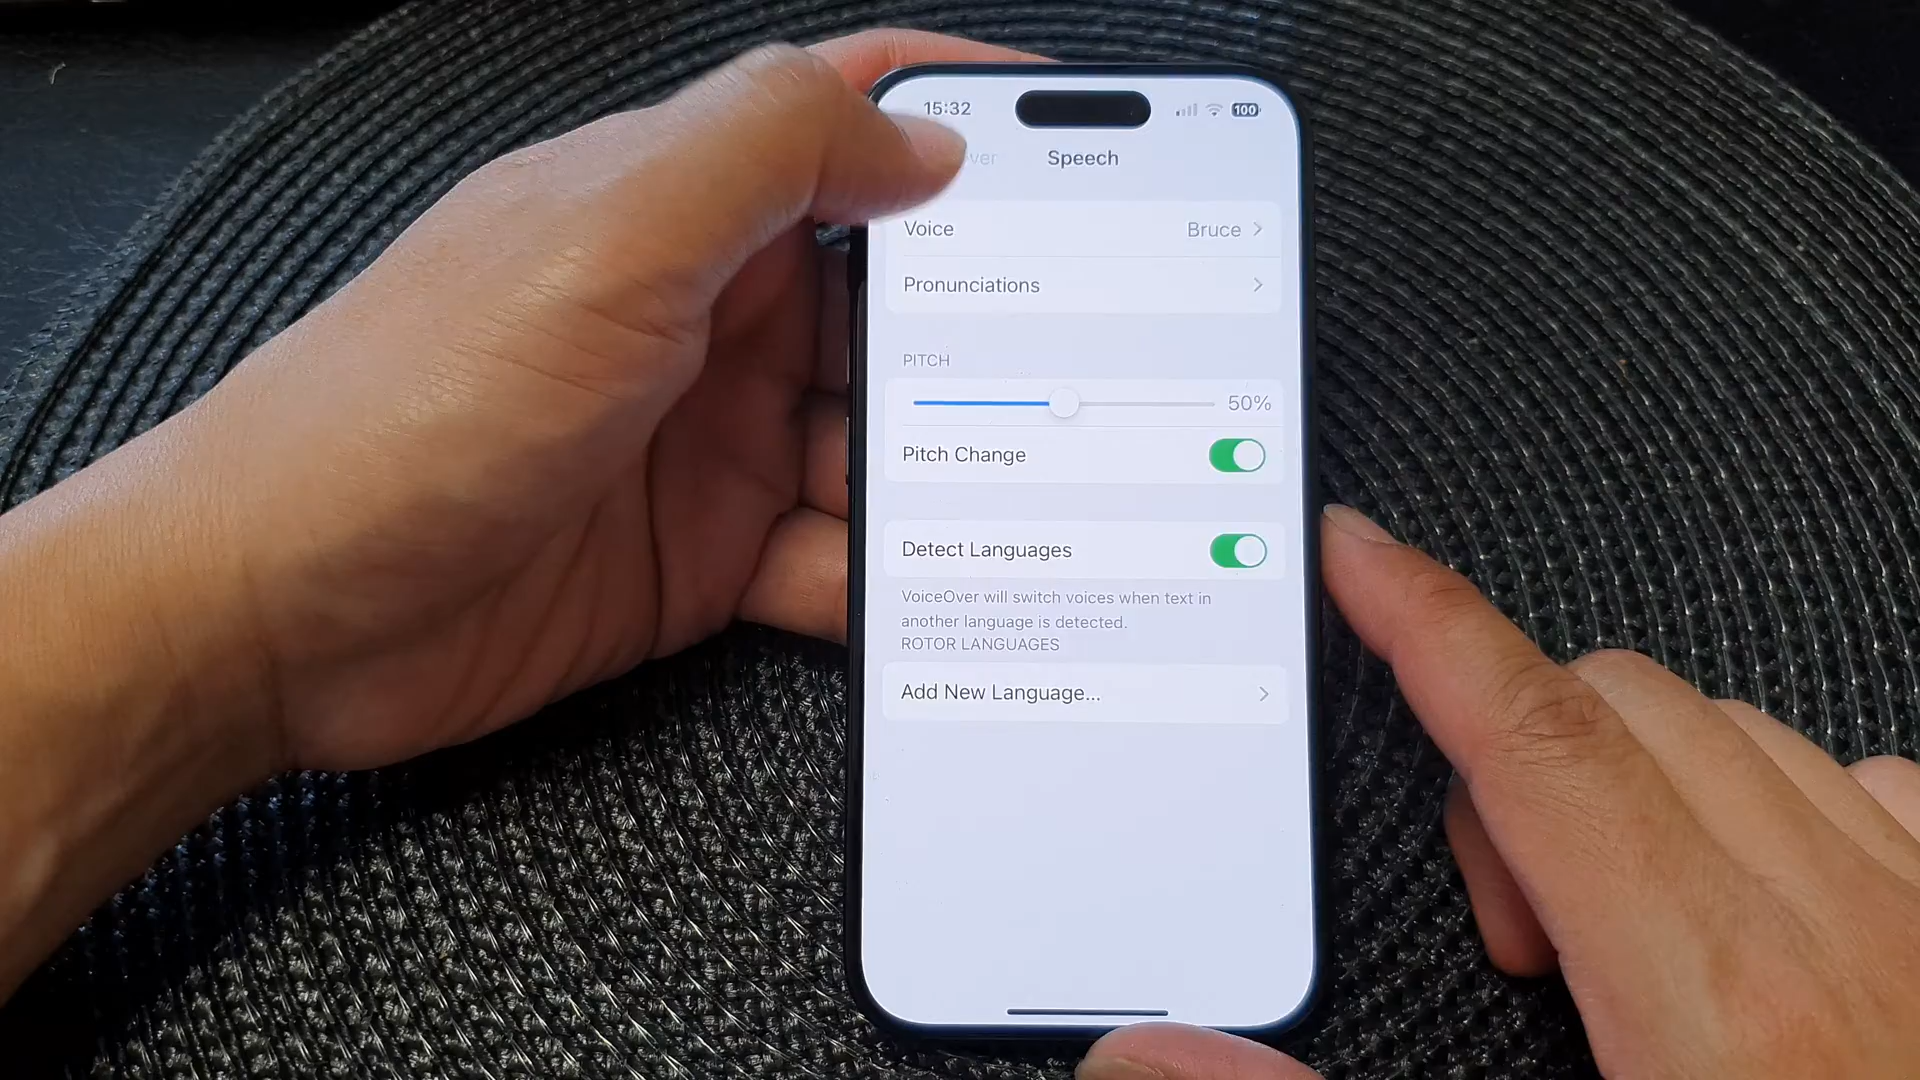 15:32
100
Speech
Voice
Bruce
Pronunciations
PITCH
50%
Pitch Change
Detect Languages
VoiceOver will switch voices when text in
another language is detected.
ROTOR LANGUAGES
Add New Language...